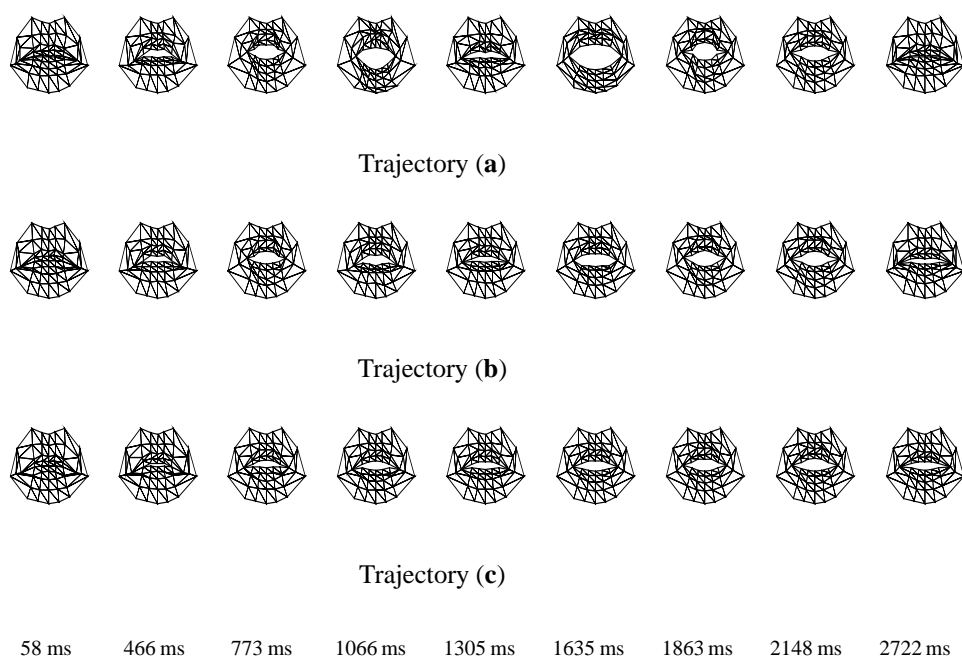 Trajectory (a)
Trajectory (b)
Trajectory (c)
58 ms 466 ms 773 ms 1066 ms 1305 ms 1635 ms 1863 ms 2148 ms 2722 ms